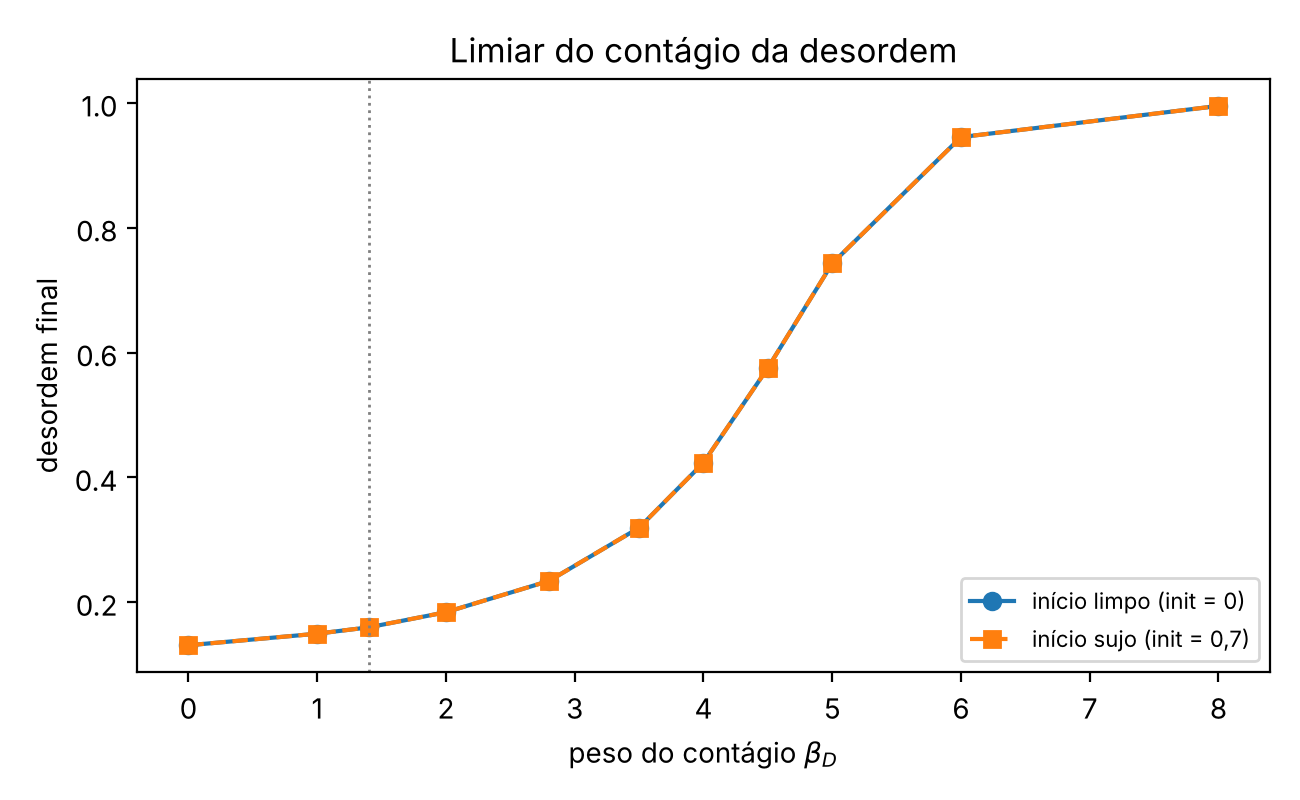 Limiar do contágio da desordem
desordem final
1.0
0.8
0.6
0.4
0.2
0 1 2 3 4 5 6 7 8
peso do contágio β_D
início limpo (init = 0)
início sujo (init = 0,7)